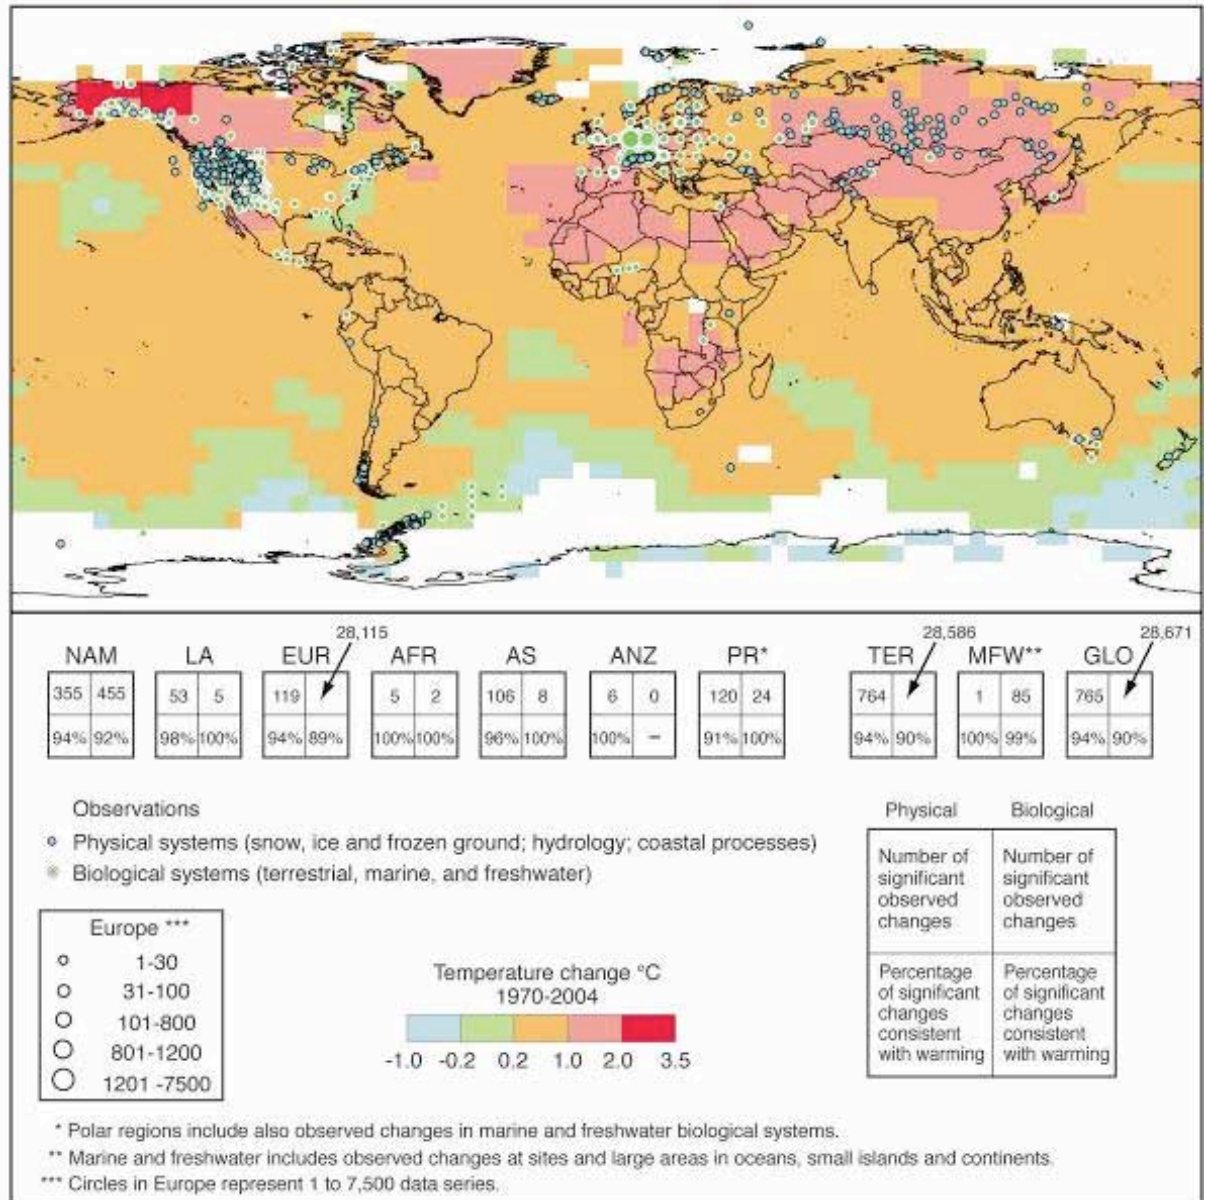 28,115 28,586 28,671
NAM LA EUR AFR AS ANZ PR* TER MFW** GLO
355 455 53 5 119 5 2 106 8 6 0 120 24 764 1 85 765
94% 92% 98% 100% 94% 89% 100% 100% 96% 100% 100% – 91% 100% 94% 90% 100% 99% 94% 90%
Observations
Physical systems (snow, ice and frozen ground; hydrology; coastal processes)
Biological systems (terrestrial, marine, and freshwater)
Europe ***
1-30
31-100
101-800
801-1200
1201 -7500
Temperature change °C
1970-2004
-1.0 -0.2 0.2 1.0 2.0 3.5
Physical Biological
Number of
significant
observed
changes
Number of
significant
observed
changes
Percentage
of significant
changes
consistent
with warming
Percentage
of significant
changes
consistent
with warming
* Polar regions include also observed changes in marine and freshwater biological systems.
** Marine and freshwater includes observed changes at sites and large areas in oceans, small islands and continents.
*** Circles in Europe represent 1 to 7,500 data series.